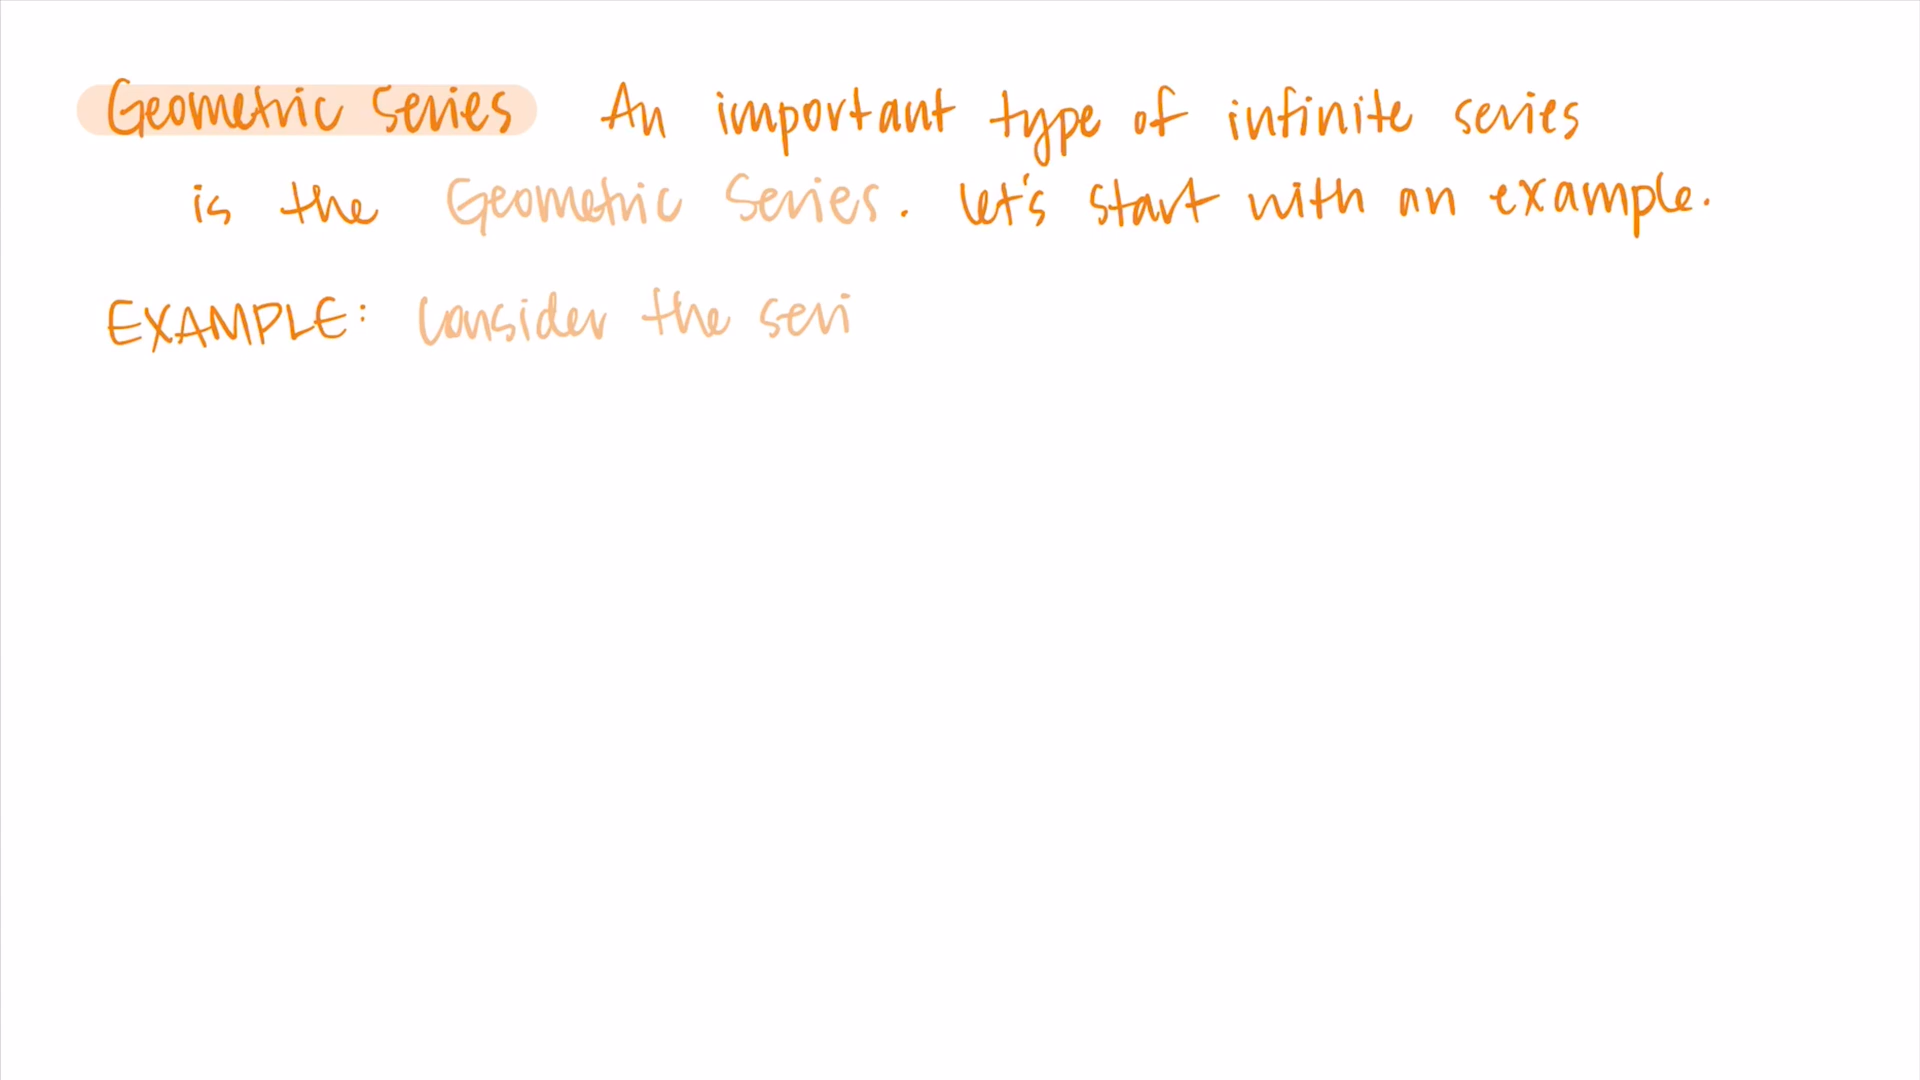 Geometric Series An important type of infinite series
is the Geometric Series. Let's start with an example.
EXAMPLE: Consider the seri